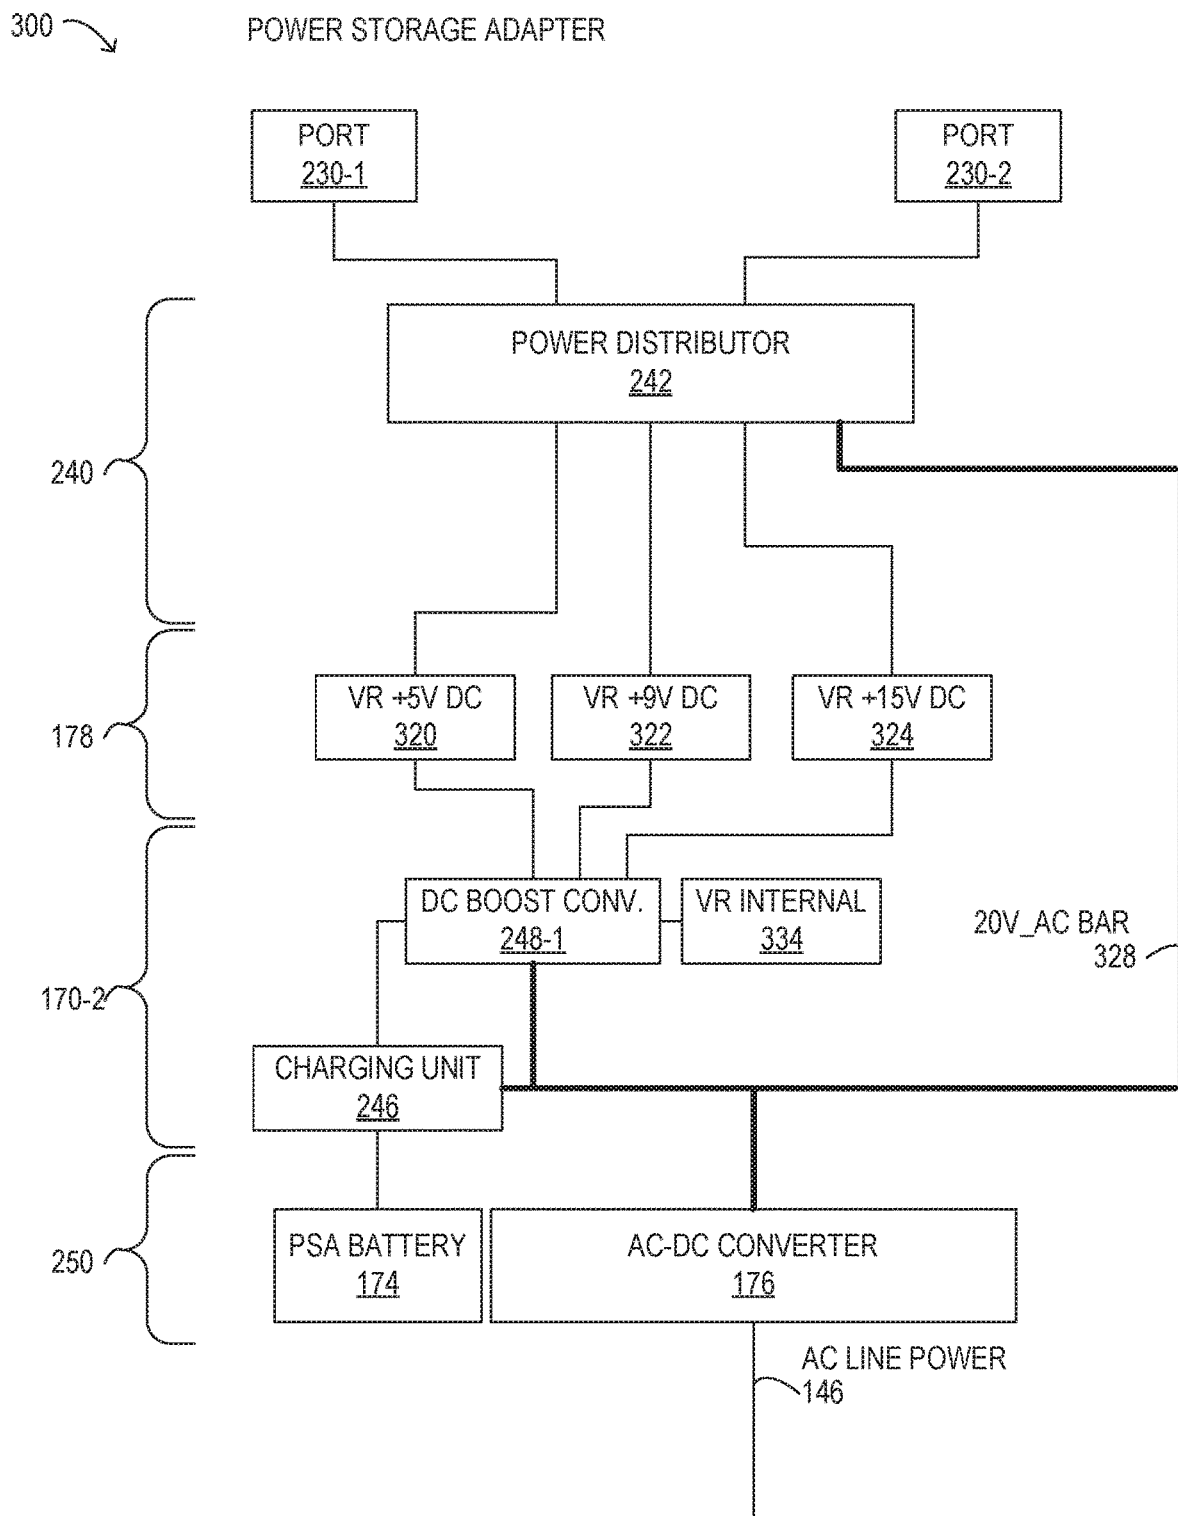 300
POWER STORAGE ADAPTER
PORT
230-1
PORT
230-2
POWER DISTRIBUTOR
242
240
VR +5V DC
320
VR +9V DC
322
VR +15V DC
324
178
DC BOOST CONV.
248-1
VR INTERNAL
334
20V_AC BAR
328
170-2
CHARGING UNIT
246
PSA BATTERY
174
AC-DC CONVERTER
176
250
AC LINE POWER
146